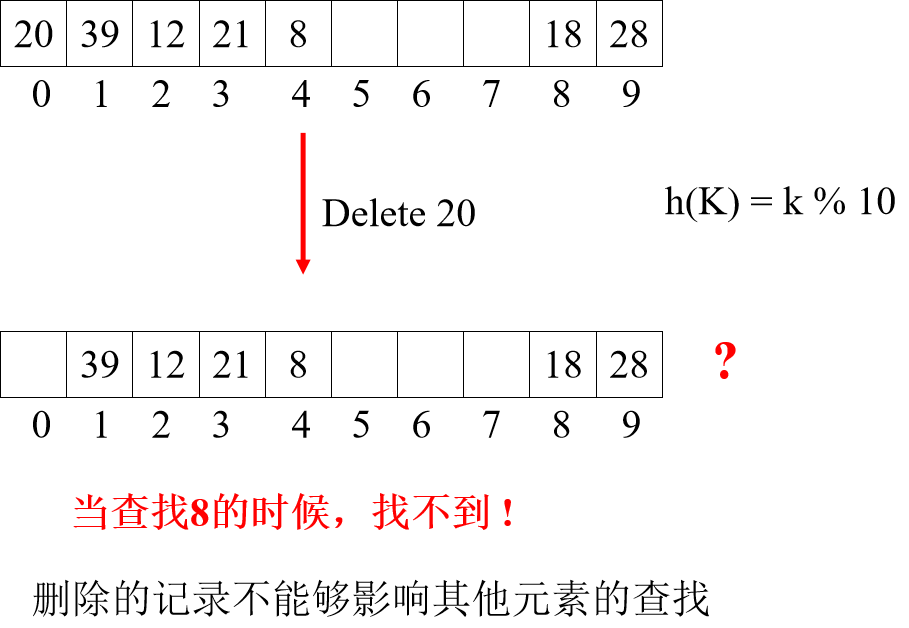 20 39 12 21 8 18 28
0 1 2 3 4 5 6 7 8 9
Delete 20
h(K) = k % 10
39 12 21 8 18 28 ?
0 1 2 3 4 5 6 7 8 9
当查找8的时候，找不到！
删除的记录不能够影响其他元素的查找